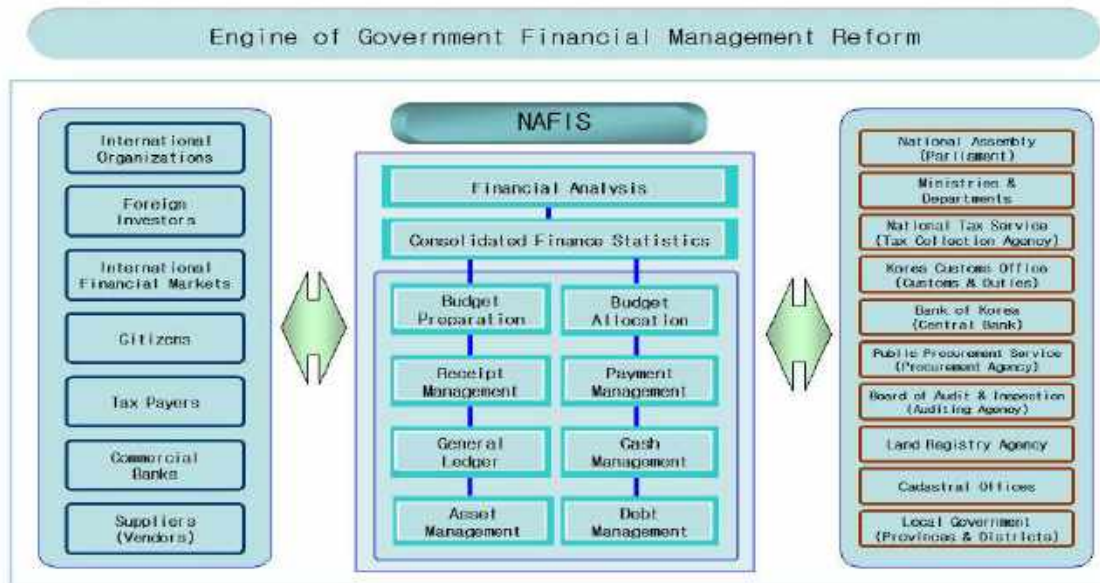 Engine of Government Financial Management Reform
International
Organizations
Foreign
Investors
International
Financial Markets
Citizens
Tax Payers
Commercial
Banks
Suppliers
(Vendors)
NAFIS
Financial Analysis
Consolidated Finance Statistics
Budget
Preparation
Budget
Allocation
Receipt
Management
Payment
Management
General
Ledger
Cash
Management
Asset
Management
Debt
Management
National Assembly
(Parliament)
Ministries &
Departments
National Tax Service
(Tax Collection Agency)
Korea Customs Office
(Customs & Duties)
Bank of Korea
(Central Bank)
Public Procurement Service
(Procurement Agency)
Board of Audit & Inspection
(Auditing Agency)
Land Registry Agency
Cadastral Offices
Local Government
(Provinces & Districts)